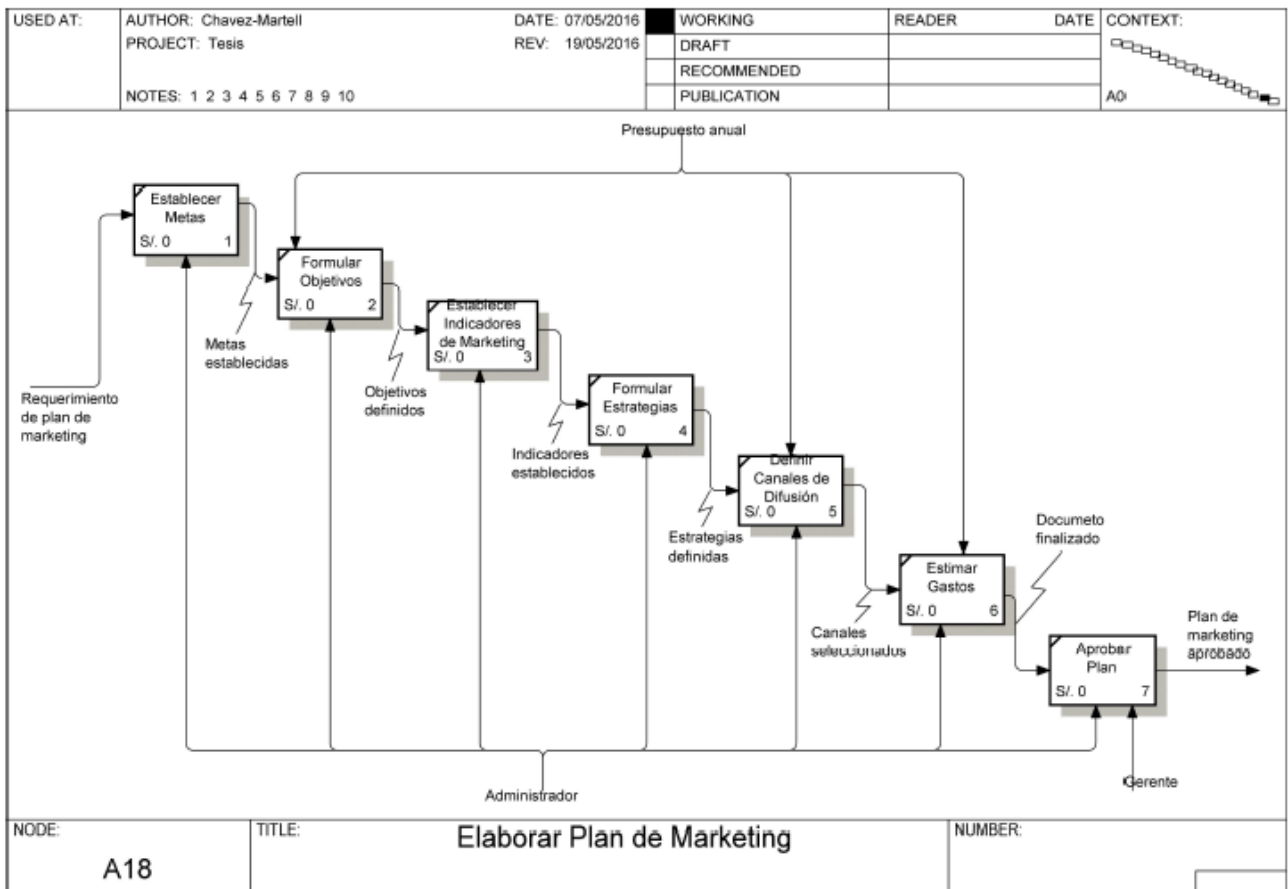 USED AT:
AUTHOR: Chavez-Martell
DATE: 07/05/2016
WORKING
READER
DATE
CONTEXT:
PROJECT: Tesis
REV: 19/05/2016
DRAFT
RECOMMENDED
NOTES: 1 2 3 4 5 6 7 8 9 10
PUBLICATION
A0
Presupuesto anual
Establecer
Metas
S/. 0 1
Formular
Objetivos
S/. 0 2
Metas
establecidas
Establecer
Indicadores
de Marketing
S/. 0 3
Requerimiento
de plan de
marketing
Objetivos
definidos
Formular
Estrategias
S/. 0 4
Indicadores
establecidos
Definir
Canales de
Difusión
S/. 0 5
Estrategias
definidas
Documeto
finalizado
Estimar
Gastos
S/. 0 6
Canales
seleccionados
Plan de
marketing
aprobado
Aprobar
Plan
S/. 0 7
Administrador
Gerente
NODE:
A18
TITLE:
Elaborar Plan de Marketing
NUMBER: